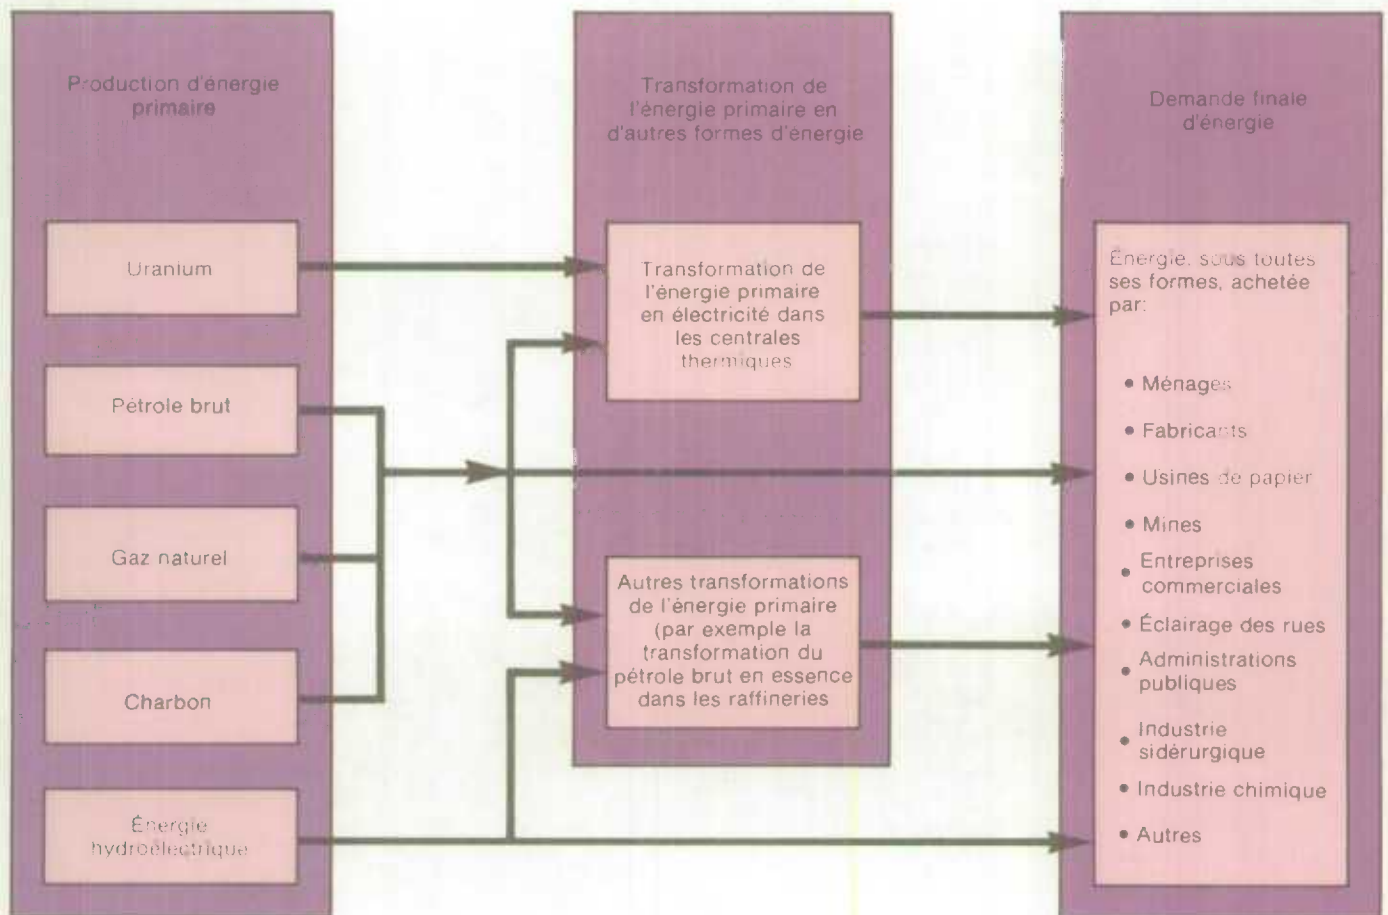 Production d'énergie
primaire
Uranium
Pétrole brut
Gaz naturel
Charbon
Énergie
hydroélectrique
Transformation de
l'énergie primaire en
d'autres formes d'énergie
Transformation de
l'énergie primaire
en électricité dans
les centrales
thermiques
Autres transformations
de l'énergie primaire
(par exemple la
transformation du
pétrole brut en essence
dans les raffineries
Demande finale
d'énergie
Énergie, sous toutes
ses formes, achetée
par:
• Ménages
• Fabricants
• Usines de papier
• Mines
• Entreprises
commerciales
• Éclairage des rues
• Administrations
publiques
• Industrie
sidérurgique
• Industrie chimique
• Autres